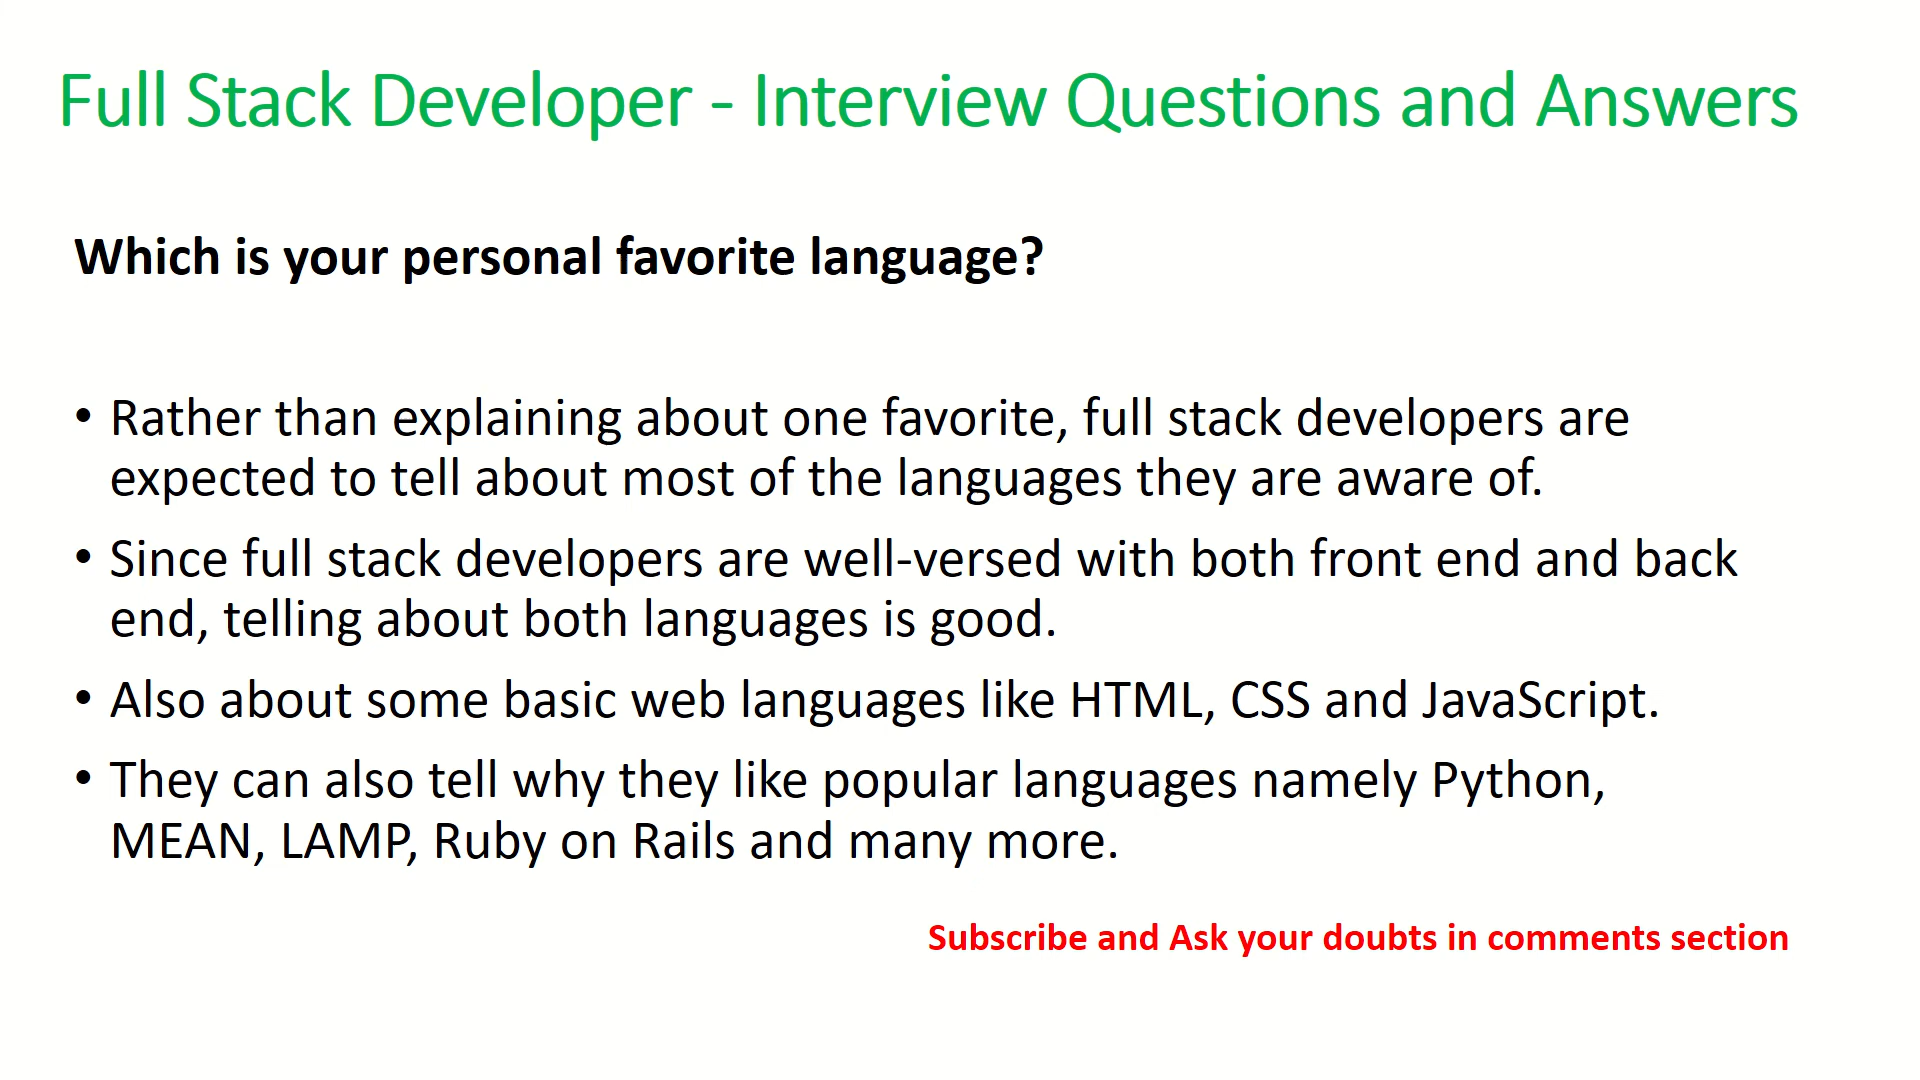 Full Stack Developer - Interview Questions and Answers
Which is your personal favorite language?
• Rather than explaining about one favorite, full stack developers are
expected to tell about most of the languages they are aware of.
• Since full stack developers are well-versed with both front end and back
end, telling about both languages is good.
• Also about some basic web languages like HTML, CSS and JavaScript.
• They can also tell why they like popular languages namely Python,
MEAN, LAMP, Ruby on Rails and many more.
Subscribe and Ask your doubts in comments section